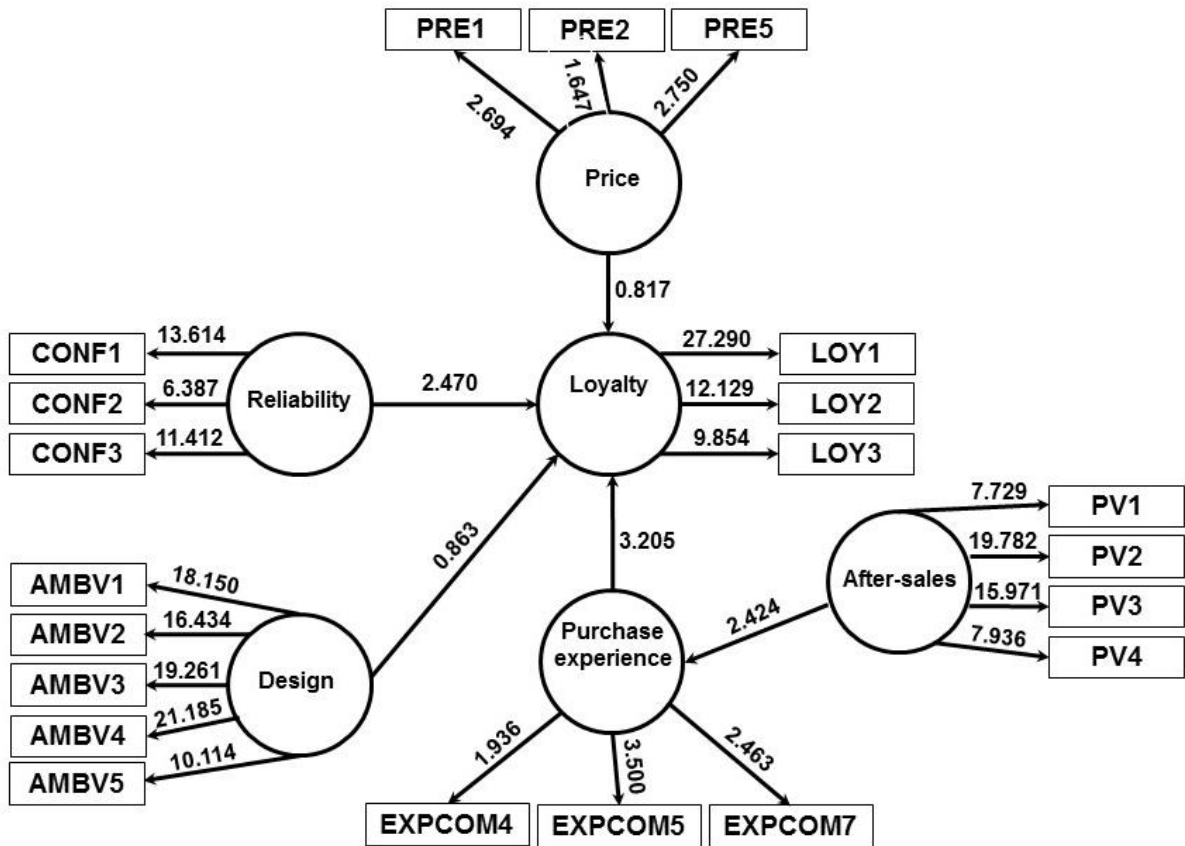 PRE1
PRE2
PRE5
2.694
1.647
2.750
Price
0.817
CONF1
13.614
CONF2
6.387
CONF3
11.412
Reliability
2.470
Loyalty
27.290
LOY1
12.129
LOY2
9.854
LOY3
0.863
3.205
AMBV1
18.150
AMBV2
16.434
AMBV3
19.261
AMBV4
21.185
AMBV5
10.114
Design
Purchase
experience
2.424
After-sales
7.729
PV1
19.782
PV2
15.971
PV3
7.936
PV4
1.936
3.500
2.463
EXPCOM4
EXPCOM5
EXPCOM7